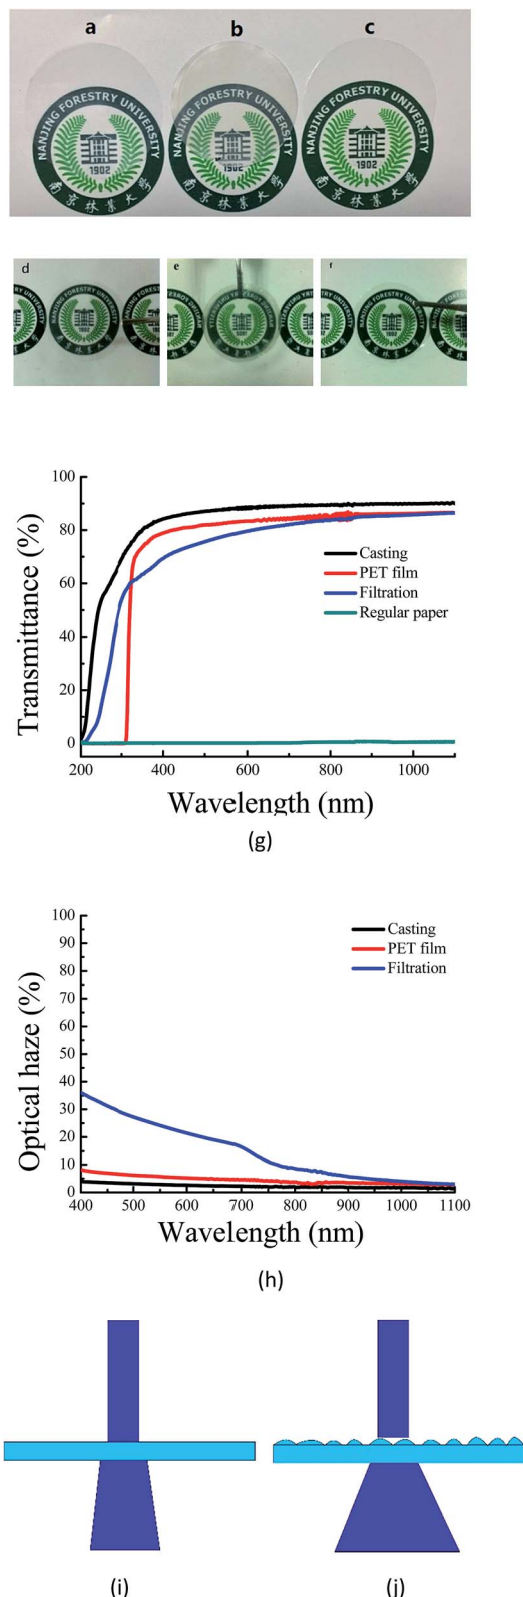 a b c
NANJING FORESTRY UNIVERSITY NANJING FORESTRY UNIVERSITY NANJING FORESTRY UNIVERSITY
1902 1902 1902
南京林業大學 南京林業大學 南京林業大學
d e f
NANJING FORESTRY UNIVERSITY
1902
100
80
60
40
20
0
Transmittance (%)
Casting
PET film
Filtration
Regular paper
200 400 600 800 1000
Wavelength (nm)
(g)
100
90
80
70
60
50
40
30
20
10
0
Optical haze (%)
Casting
PET film
Filtration
400 500 600 700 800 900 1000 1100
Wavelength (nm)
(h)
(i) (j)